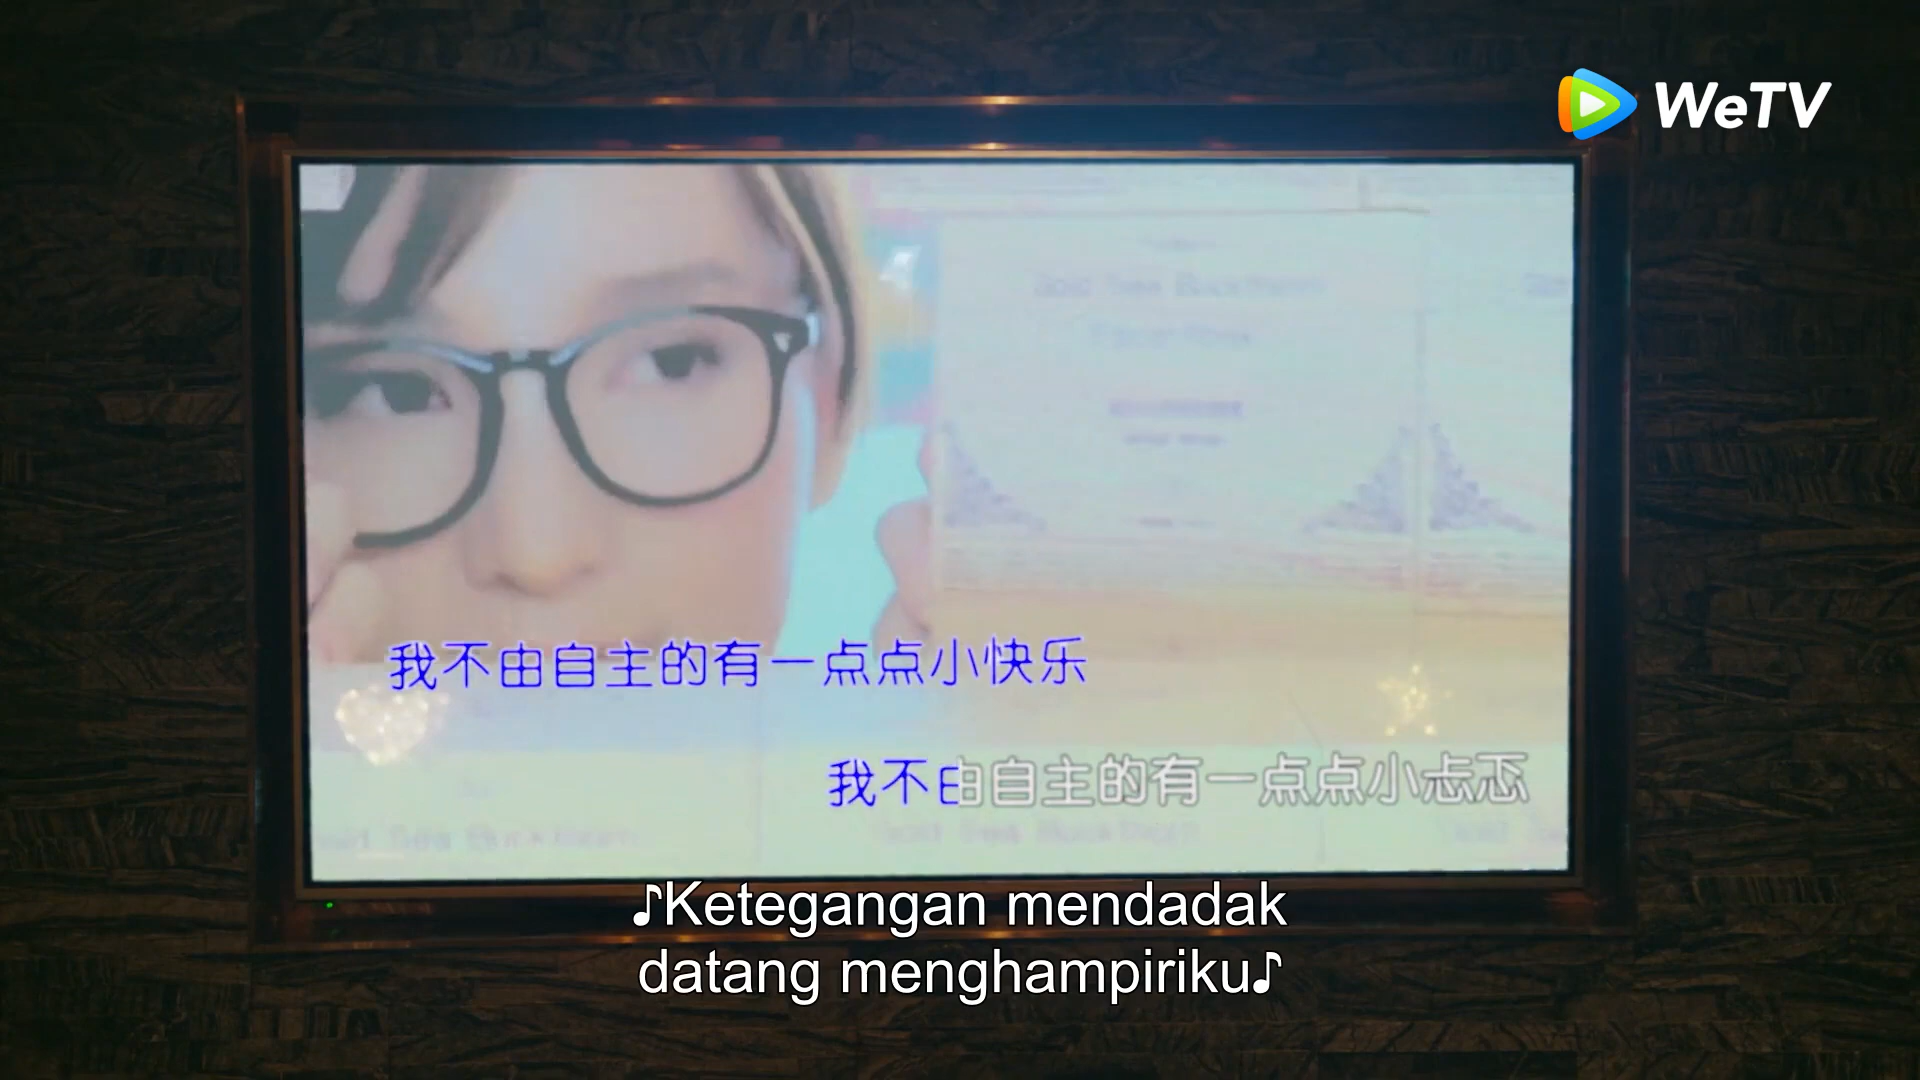 WeTV
我不由自主的有一点点小快乐
我不由自主的有一点点小忐忑
♪Ketegangan mendadak
datang menghampiriku♪